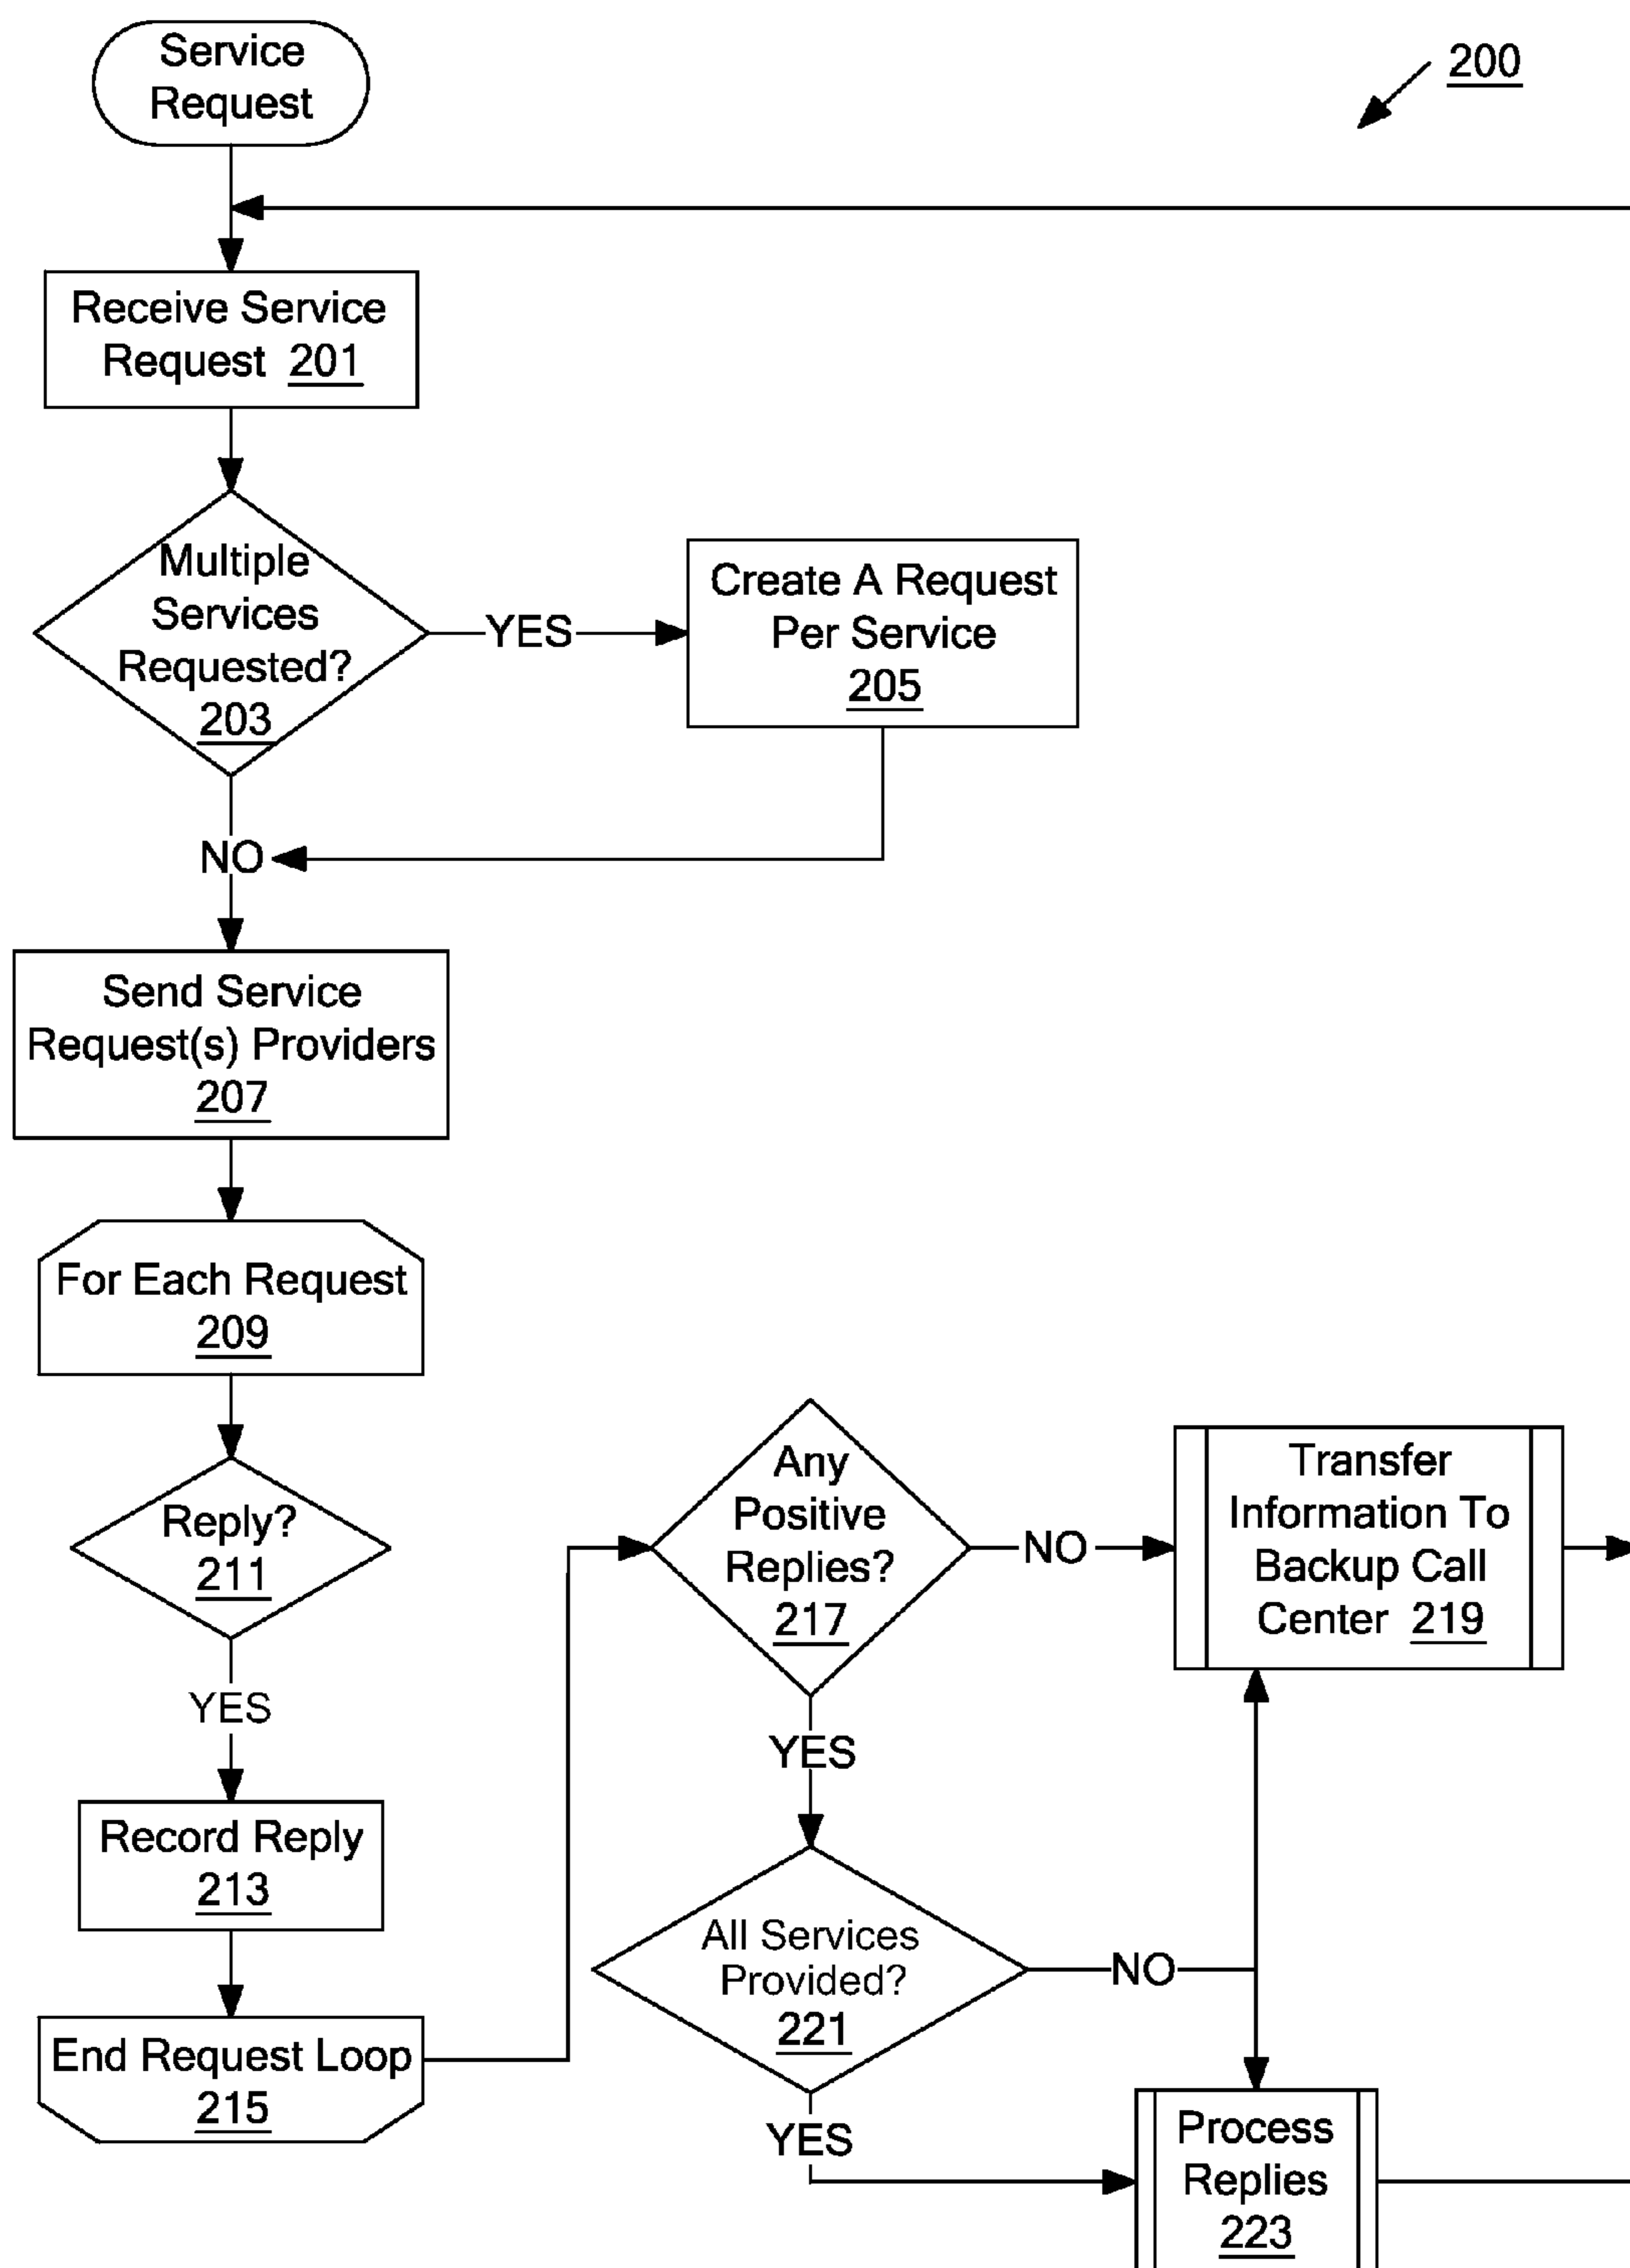 Service
Request
200
Receive Service
Request 201
Multiple
Services
Requested?
203
YES
Create A Request
Per Service
205
NO
Send Service
Request(s) Providers
207
For Each Request
209
Reply?
211
YES
Record Reply
213
End Request Loop
215
Any
Positive
Replies?
217
NO
Transfer
Information To
Backup Call
Center 219
YES
All Services
Provided?
221
NO
YES
Process
Replies
223